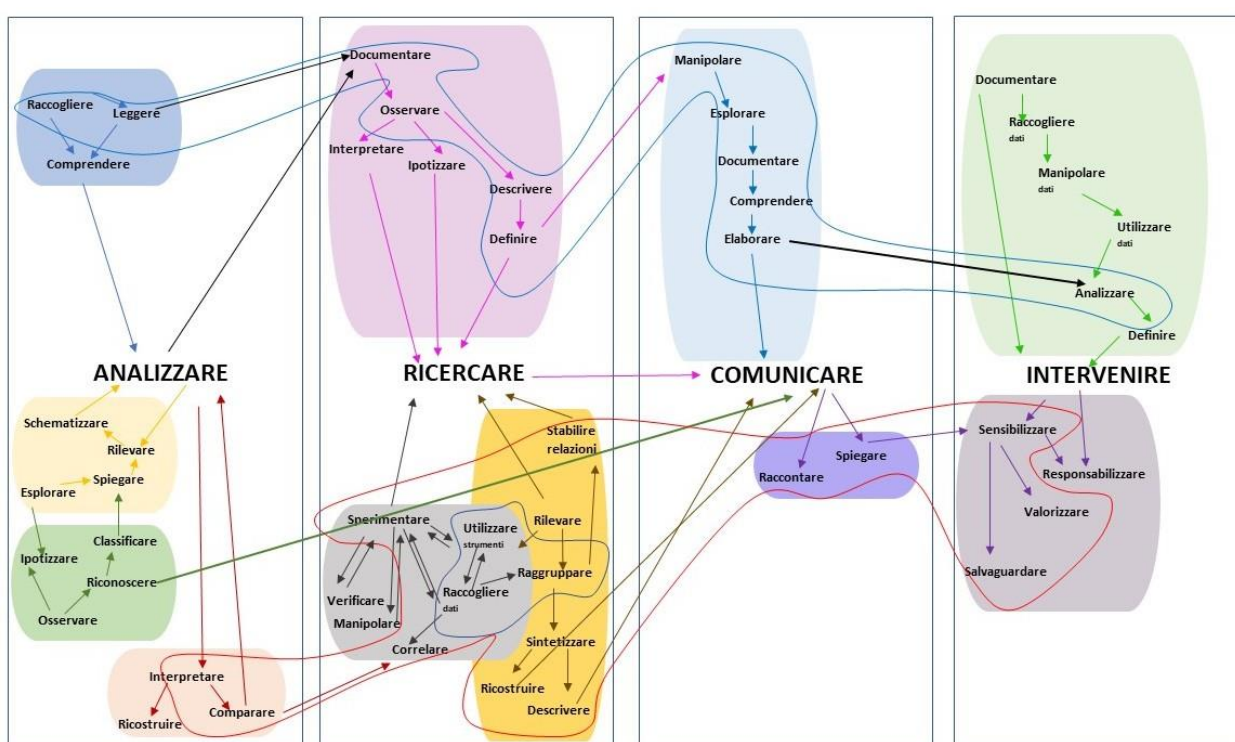 Raccogliere
Leggere
Comprendere
ANALIZZARE
Schematizzare
Rilevare
Spiegare
Esplorare
Classificare
Ipotizzare
Riconoscere
Osservare
Interpretare
Ricostruire
Comparare
Documentare
Osservare
Interpretare
Ipotizzare
Descrivere
Definire
RICERCARE
Stabilire
relazioni
Sperimentare
Utilizzare
strumenti
Rilevare
Raggruppare
Verificare
Raccogliere
dati
Manipolare
Correlare
Sintetizzare
Ricostruire
Descrivere
Manipolare
Esplorare
Documentare
Comprendere
Elaborare
COMUNICARE
Spiegare
Raccontare
Documentare
Raccogliere
dati
Manipolare
dati
Utilizzare
dati
Analizzare
Definire
INTERVENIRE
Sensibilizzare
Responsabilizzare
Valorizzare
Salvaguardare